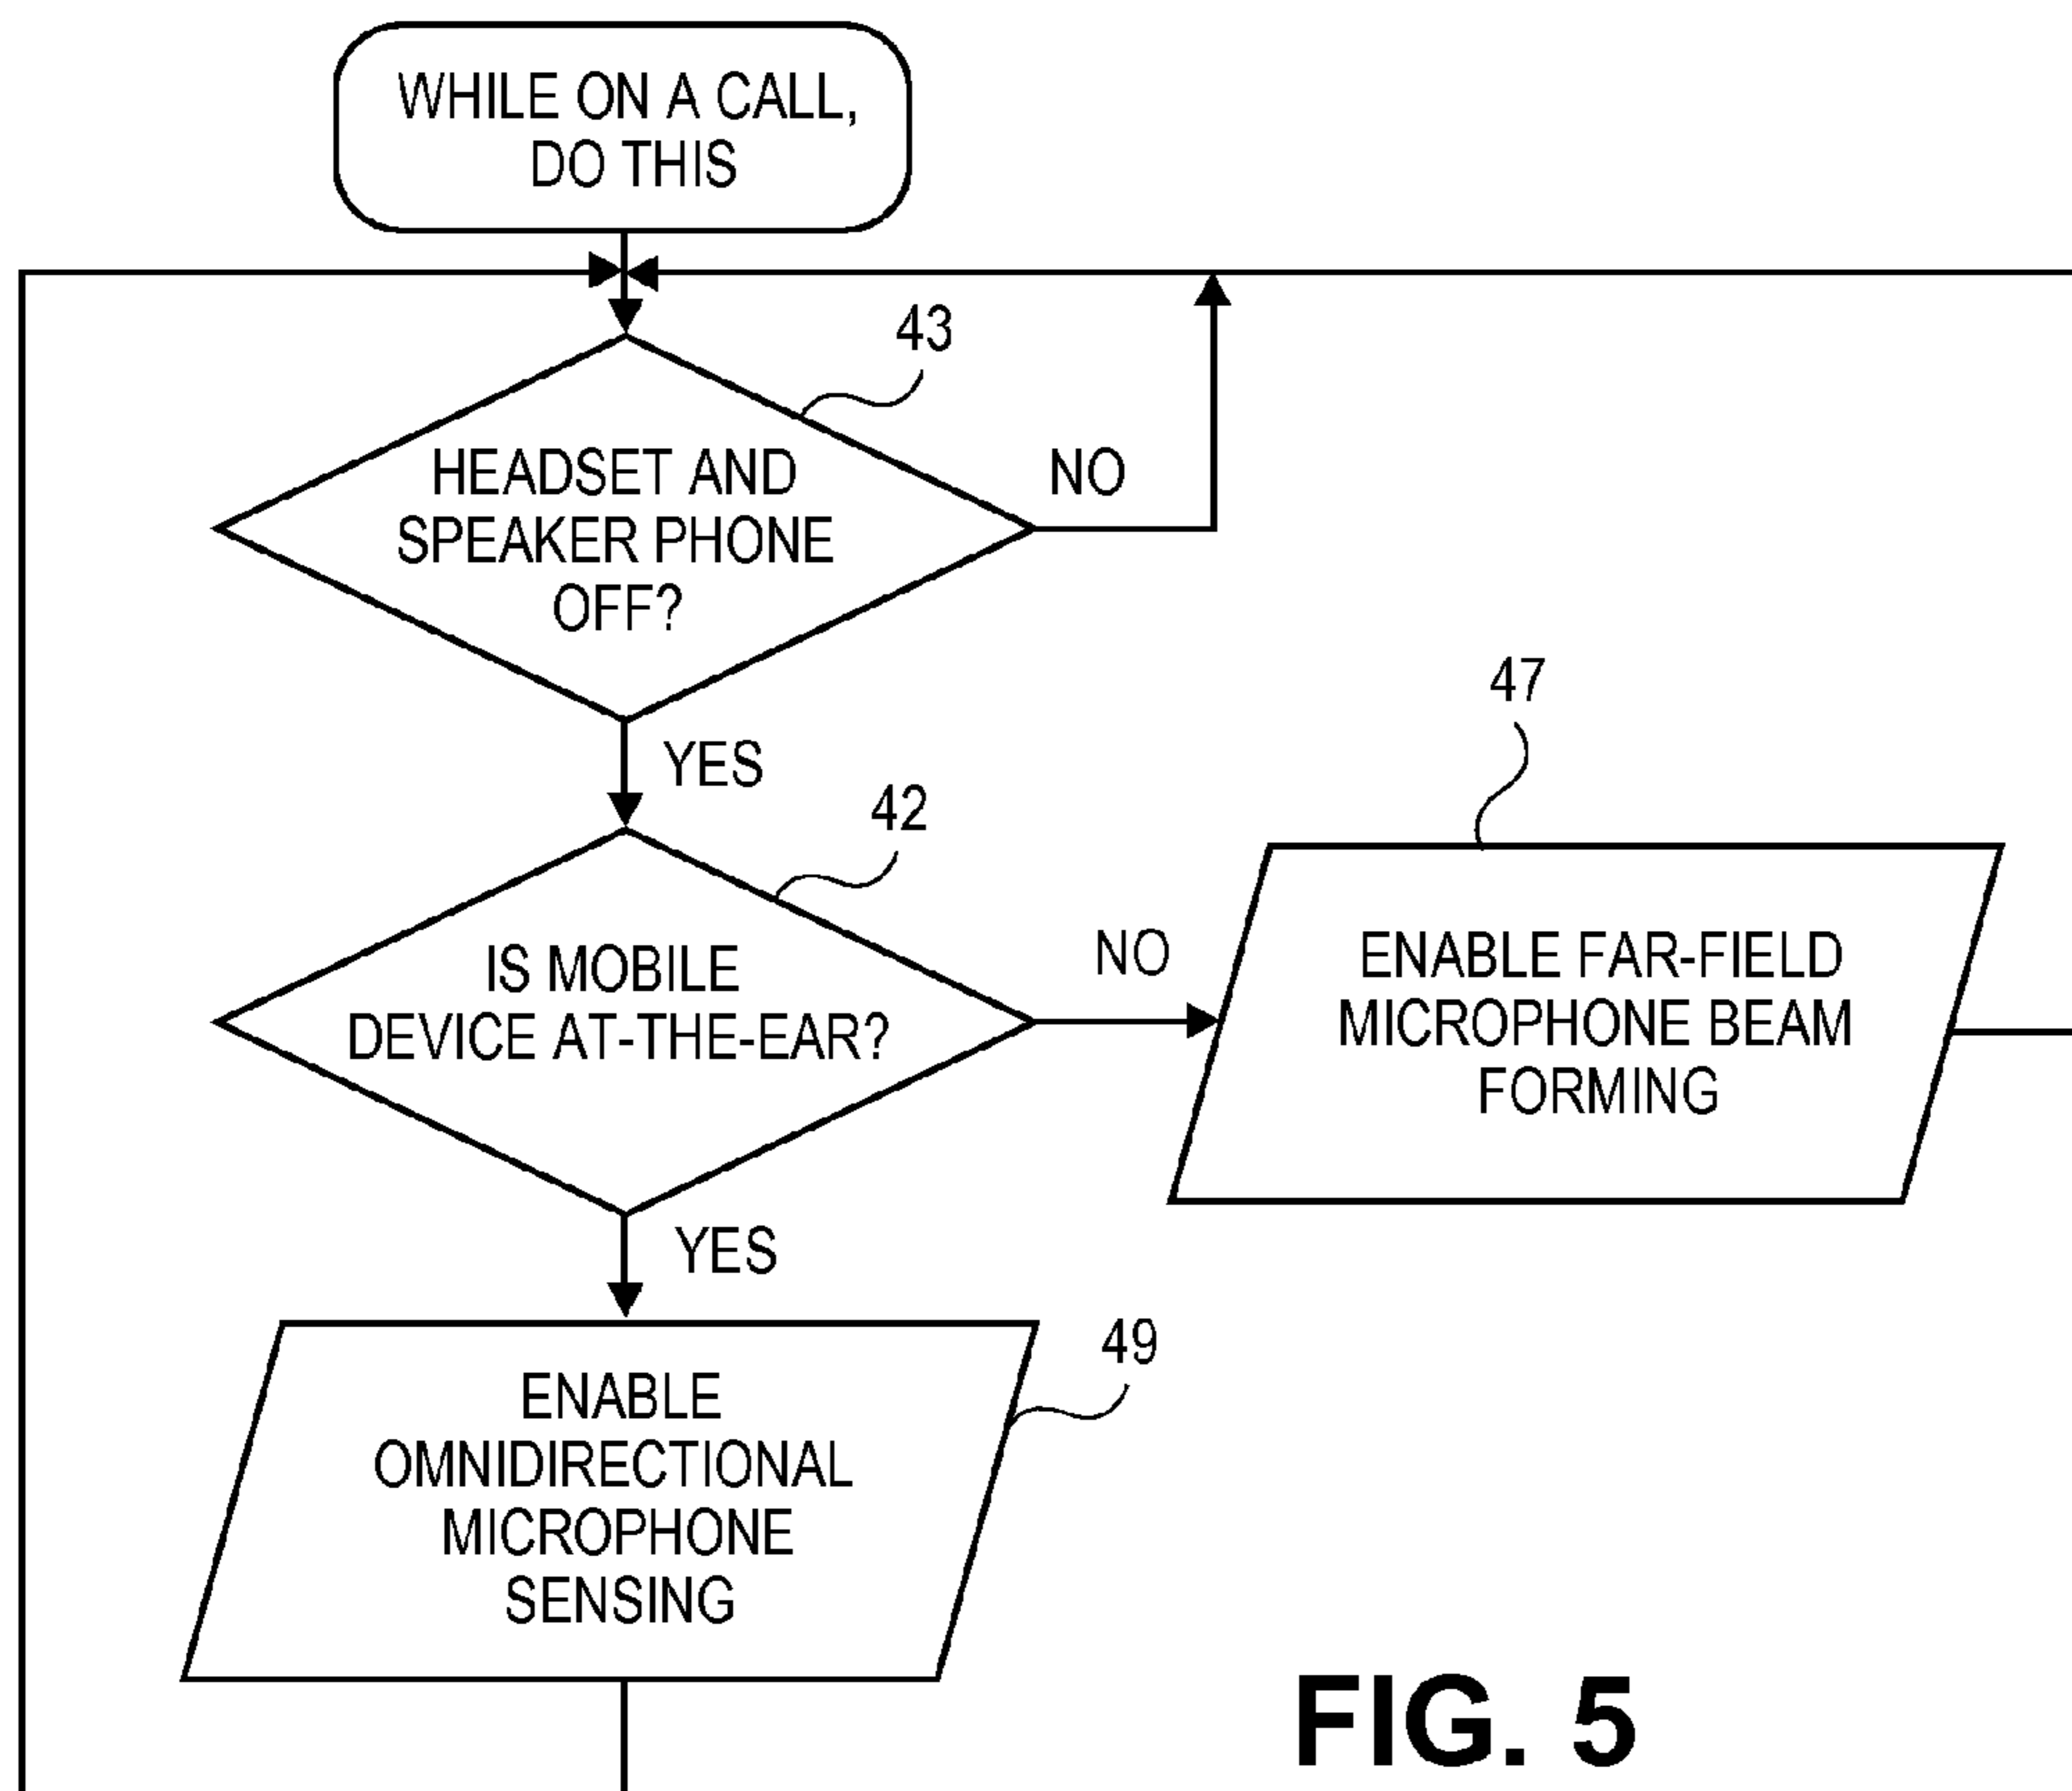 WHILE ON A CALL,
DO THIS
43
HEADSET AND
SPEAKER PHONE
OFF?
NO
YES
42
IS MOBILE
DEVICE AT-THE-EAR?
NO
47
ENABLE FAR-FIELD
MICROPHONE BEAM
FORMING
YES
49
ENABLE
OMNIDIRECTIONAL
MICROPHONE
SENSING
FIG. 5